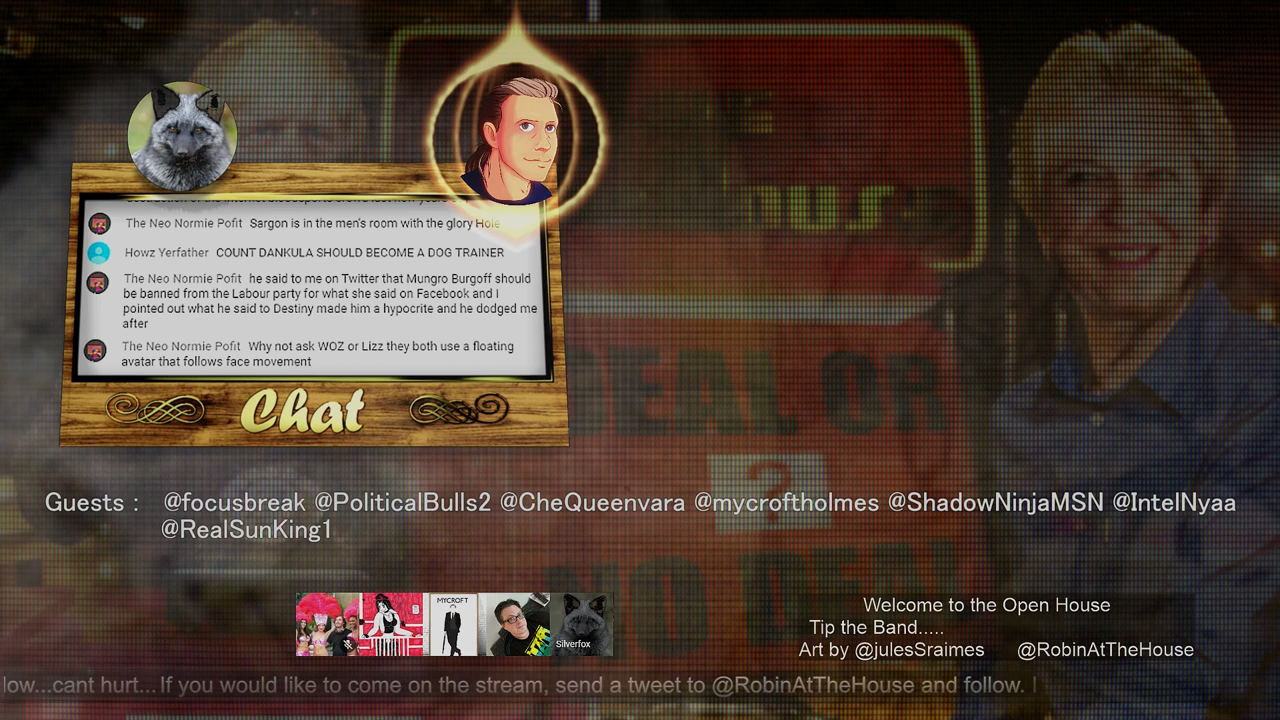 The Neo Normie Pofit Sargon is in the men's room with the glory Hole
Howz Yerfather COUNT DANKULA SHOULD BECOME A DOG TRAINER
The Neo Normie Pofit he said to me on Twitter that Mungro Burgoff should
be banned from the Labour party for what she said on Facebook and I
pointed out what he said to Destiny made him a hypocrite and he dodged me
after
The Neo Normie Pofit Why not ask WOZ or Lizz they both use a floating
avatar that follows face movement
Chat
DEAL OR
?
NO DEAL
Guests : @focusbreak @PoliticalBulls2 @CheQueenvara @mycroftholmes @ShadowNinjaMSN @IntelNyaa
@RealSunKing1
MYCROFT
Silverfox
Welcome to the Open House
Tip the Band.....
Art by @julesSraimes @RobinAtTheHouse
low...cant hurt... If you would like to come on the stream, send a tweet to @RobinAtTheHouse and follow.